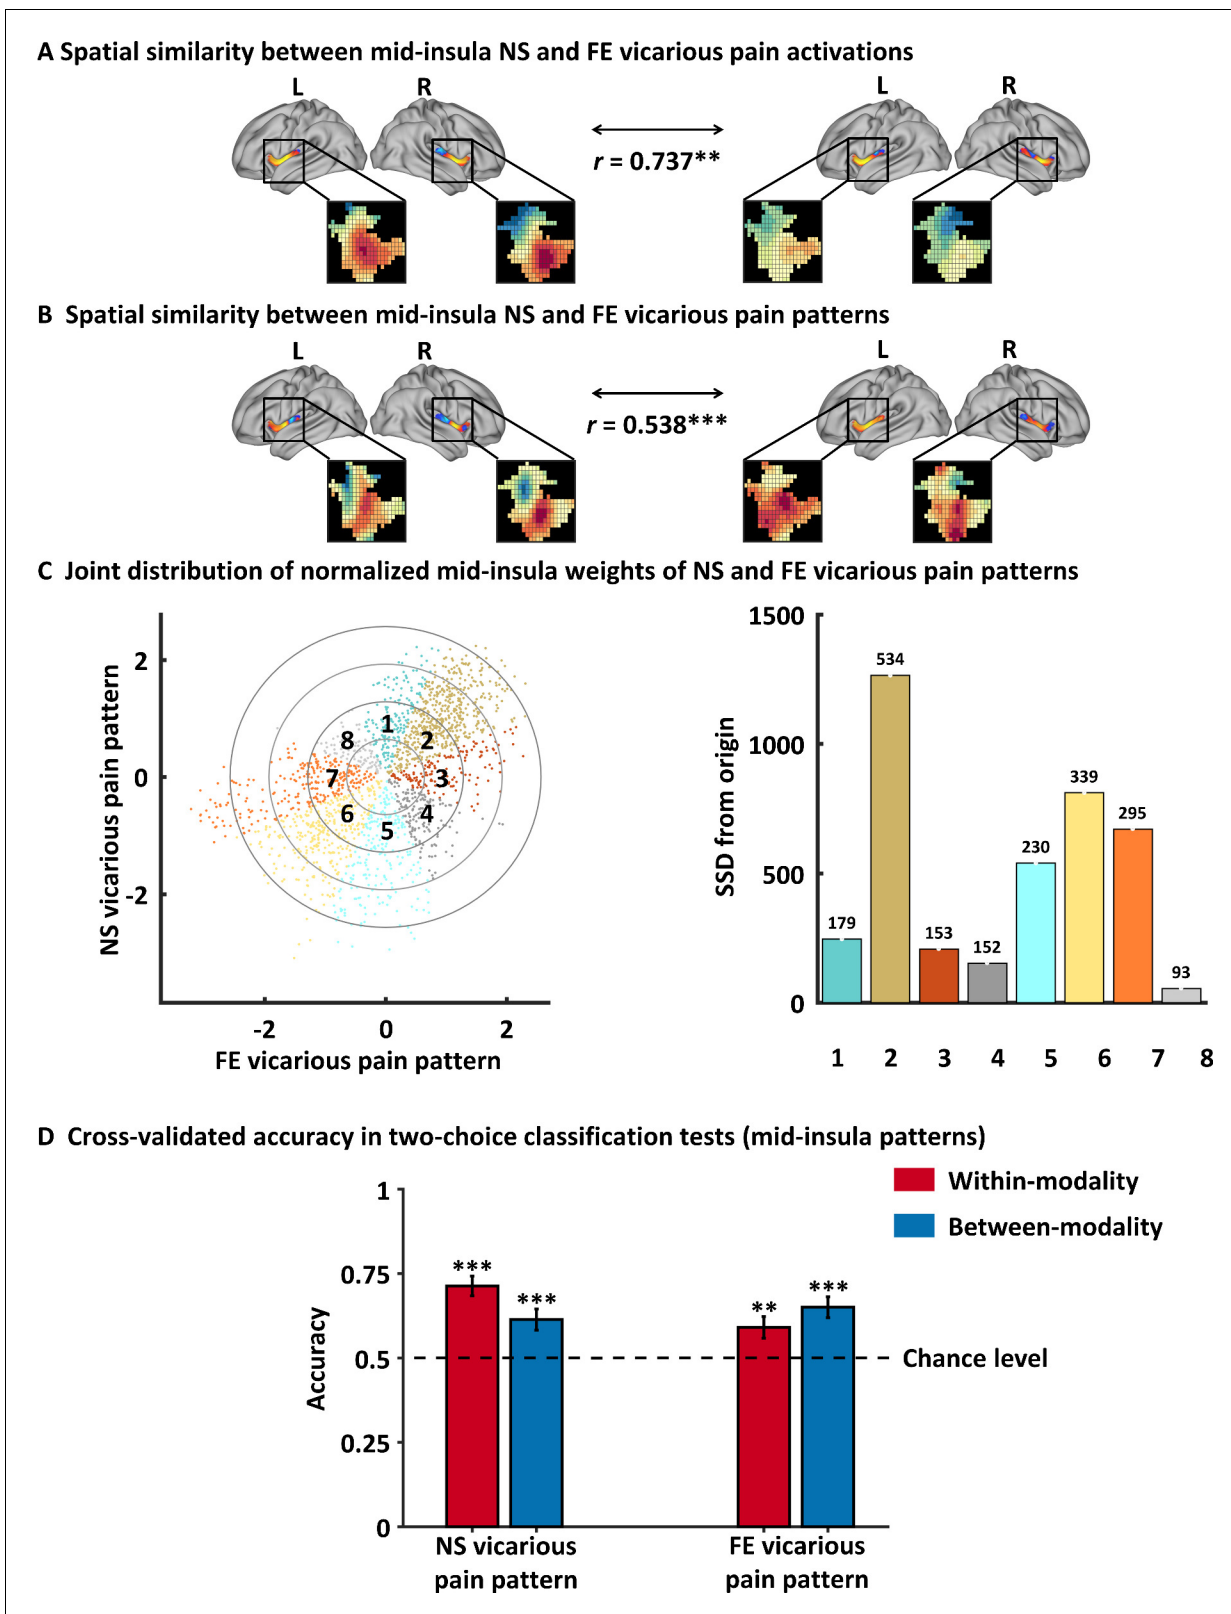 A Spatial similarity between mid-insula NS and FE vicarious pain activations
L R L R
r = 0.737**
B Spatial similarity between mid-insula NS and FE vicarious pain patterns
L R L R
r = 0.538***
C Joint distribution of normalized mid-insula weights of NS and FE vicarious pain patterns
NS vicarious pain pattern
2
0
-2
-2 0 2
FE vicarious pain pattern
1
2
3
4
5
6
7
8
SSD from origin
1500
1000
500
0
179
534
153
152
230
339
295
93
1 2 3 4 5 6 7 8
D Cross-validated accuracy in two-choice classification tests (mid-insula patterns)
Within-modality
Between-modality
Accuracy
1
0.75
0.5
0.25
0
***
***
**
***
Chance level
NS vicarious
pain pattern
FE vicarious
pain pattern